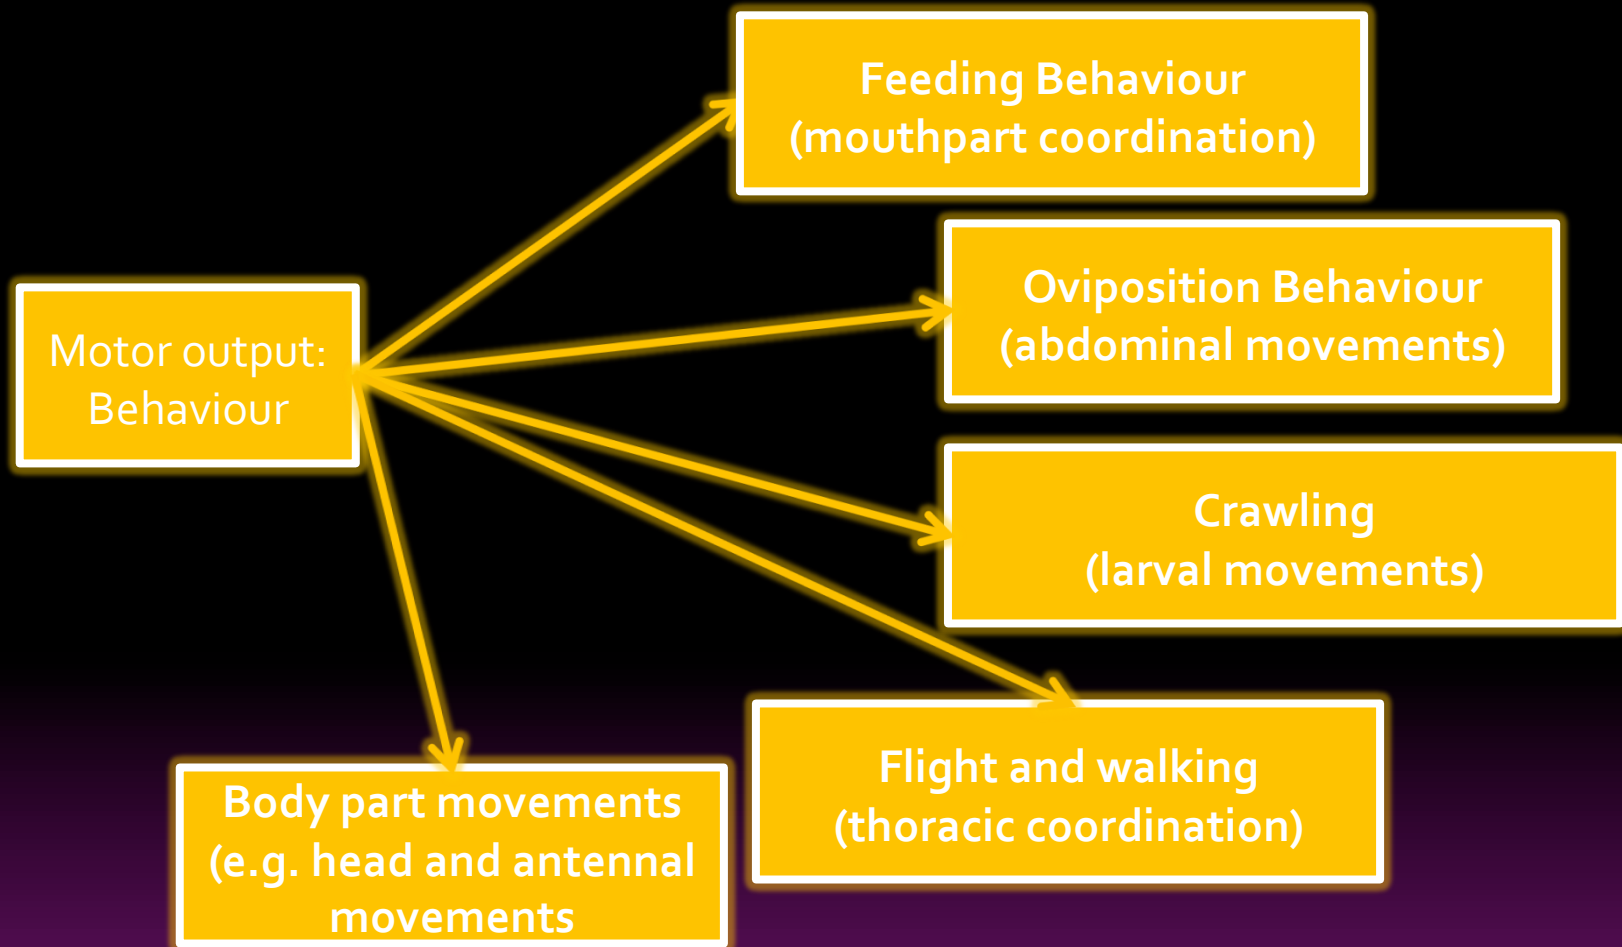 Feeding Behaviour
(mouthpart coordination)
Oviposition Behaviour
(abdominal movements)
Motor output:
Behaviour
Crawling
(larval movements)
Flight and walking
(thoracic coordination)
Body part movements
(e.g. head and antennal
movements